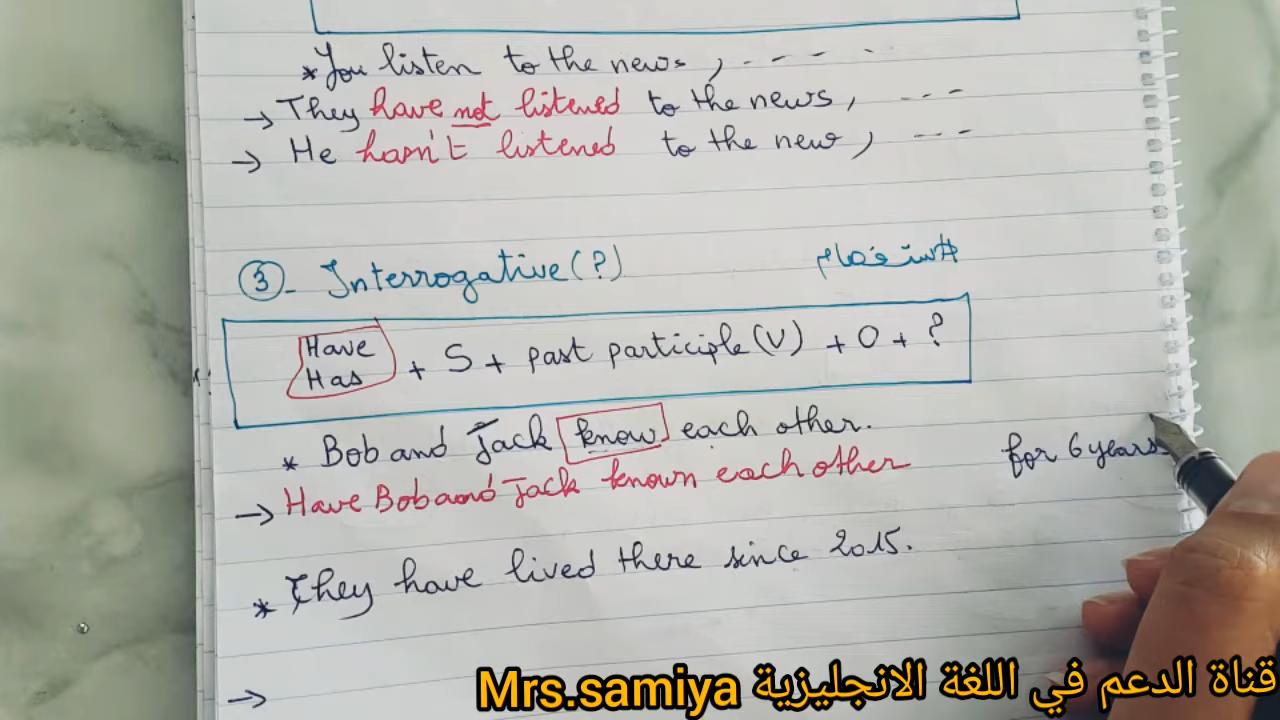 * You listen to the news, - - - -
→ They have not listened to the news, - - -
→ He hasn't listened to the new, - - -
③- Interrogative (?) الاستفهام
Have
Has + S + past participle (V) + O + ?
* Bob and Jack know each other.
→ Have Bob and Jack known each other for 6 years
* They have lived there since 2015.
→
Mrs.samiya قناة الدعم في اللغة الانجليزية